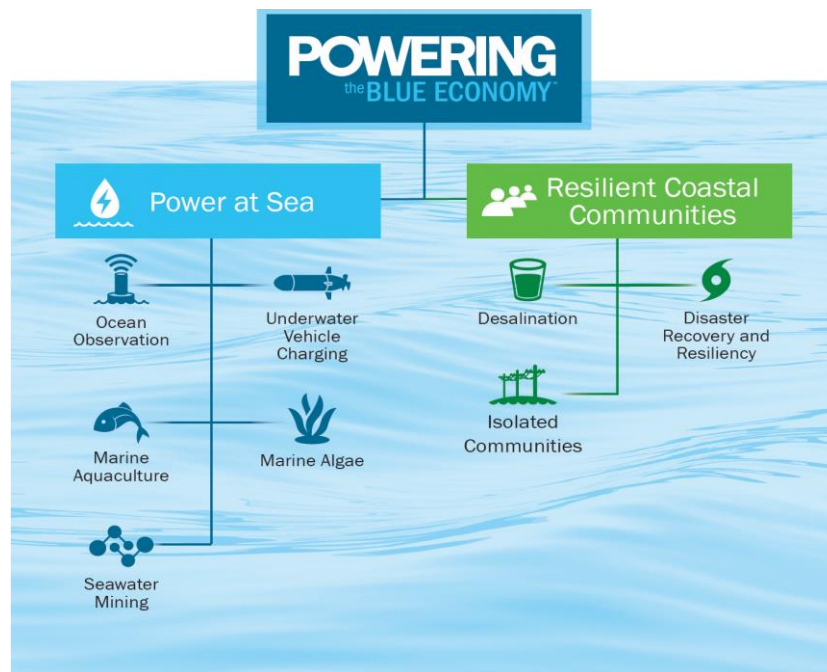 POWERING
the BLUE ECONOMY™
Power at Sea
Ocean
Observation
Underwater
Vehicle
Charging
Marine
Aquaculture
Marine Algae
Seawater
Mining
Resilient Coastal
Communities
Desalination
Disaster
Recovery and
Resiliency
Isolated
Communities